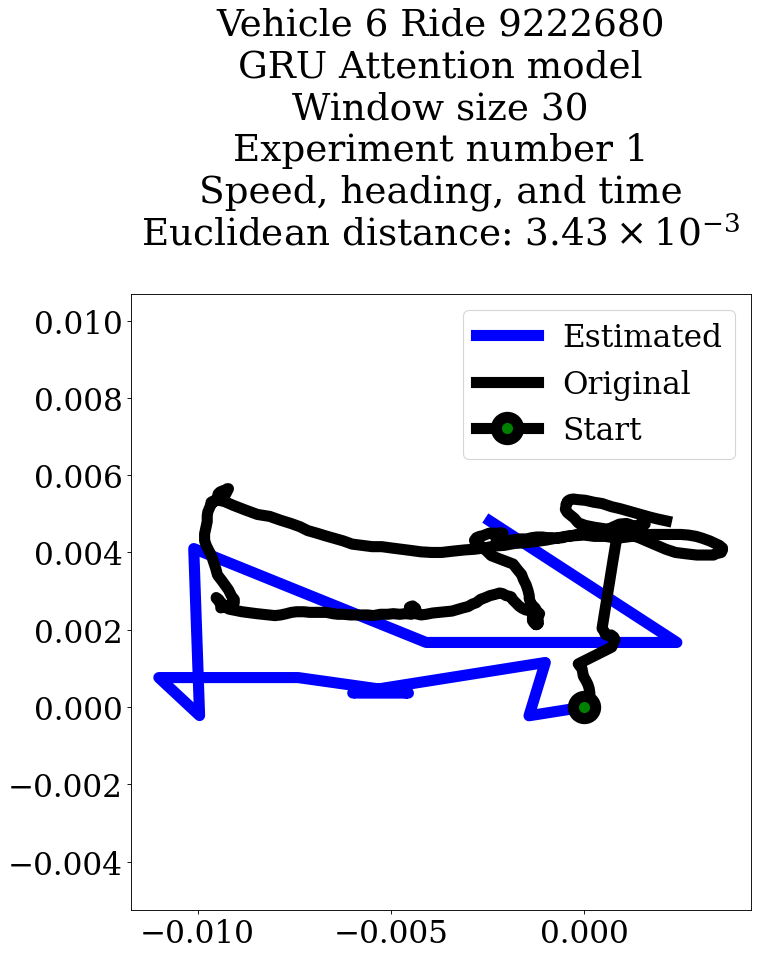 Vehicle 6 Ride 9222680
GRU Attention model
Window size 30
Experiment number 1
Speed, heading, and time
Euclidean distance: 3.43 × 10⁻³
Estimated
Original
Start
0.010
0.008
0.006
0.004
0.002
0.000
−0.002
−0.004
−0.010
−0.005
0.000